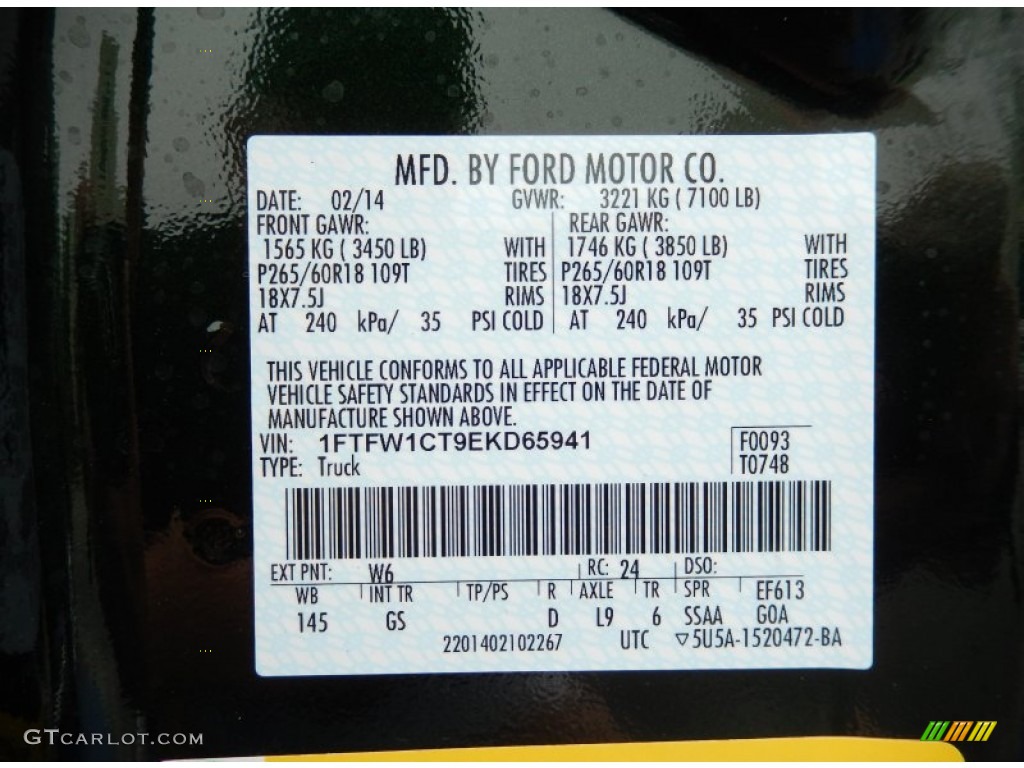 MFD. BY FORD MOTOR CO.
DATE: 02/14 GVWR: 3221 KG ( 7100 LB)
FRONT GAWR: REAR GAWR:
1565 KG ( 3450 LB) WITH 1746 KG ( 3850 LB) WITH
P265/60R18 109T TIRES P265/60R18 109T TIRES
18X7.5J RIMS 18X7.5J RIMS
AT 240 kPa/ 35 PSI COLD AT 240 kPa/ 35 PSI COLD
THIS VEHICLE CONFORMS TO ALL APPLICABLE FEDERAL MOTOR
VEHICLE SAFETY STANDARDS IN EFFECT ON THE DATE OF
MANUFACTURE SHOWN ABOVE.
VIN: 1FTFW1CT9EKD65941 F0093
TYPE: Truck T0748
EXT PNT: W6 RC: 24 DSO:
WB INT TR TP/PS R AXLE TR SPR EF613
145 GS D L9 6 SSAA GOA
2201402102267 UTC ▽5U5A-1520472-BA
GTCARLOT.COM